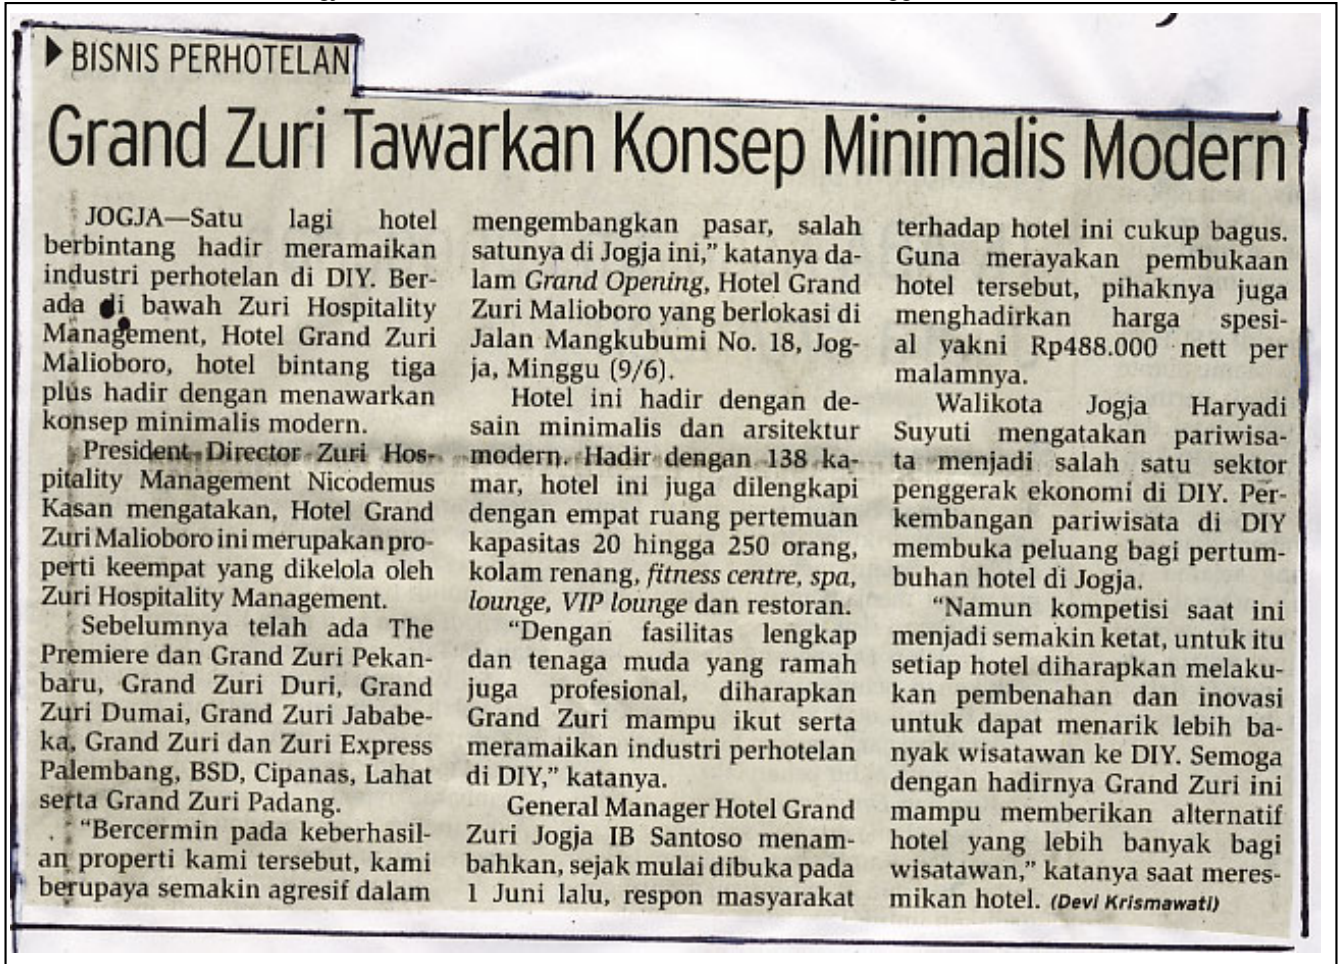 ▶ BISNIS PERHOTELAN
Grand Zuri Tawarkan Konsep Minimalis Modern
JOGJA—Satu lagi hotel
berbintang hadir meramaikan
industri perhotelan di DIY. Ber-
ada di bawah Zuri Hospitality
Management, Hotel Grand Zuri
Malioboro, hotel bintang tiga
plus hadir dengan menawarkan
konsep minimalis modern.
President Director Zuri Hos-
pitality Management Nicodemus
Kasan mengatakan, Hotel Grand
Zuri Malioboro ini merupakan pro-
perti keempat yang dikelola oleh
Zuri Hospitality Management.
Sebelumnya telah ada The
Premiere dan Grand Zuri Pekan-
baru, Grand Zuri Duri, Grand
Zuri Dumai, Grand Zuri Jababe-
ka, Grand Zuri dan Zuri Express
Palembang, BSD, Cipanas, Lahat
serta Grand Zuri Padang.
“Bercermin pada keberhasil-
an properti kami tersebut, kami
berupaya semakin agresif dalam
mengembangkan pasar, salah
satunya di Jogja ini,” katanya da-
lam Grand Opening, Hotel Grand
Zuri Malioboro yang berlokasi di
Jalan Mangkubumi No. 18, Jog-
ja, Minggu (9/6).
Hotel ini hadir dengan de-
sain minimalis dan arsitektur
modern. Hadir dengan 138 ka-
mar, hotel ini juga dilengkapi
dengan empat ruang pertemuan
kapasitas 20 hingga 250 orang,
kolam renang, fitness centre, spa,
lounge, VIP lounge dan restoran.
“Dengan fasilitas lengkap
dan tenaga muda yang ramah
juga profesional, diharapkan
Grand Zuri mampu ikut serta
meramaikan industri perhotelan
di DIY,” katanya.
General Manager Hotel Grand
Zuri Jogja IB Santoso menam-
bahkan, sejak mulai dibuka pada
1 Juni lalu, respon masyarakat
terhadap hotel ini cukup bagus.
Guna merayakan pembukaan
hotel tersebut, pihaknya juga
menghadirkan harga spesi-
al yakni Rp488.000 nett per
malamnya.
Walikota Jogja Haryadi
Suyuti mengatakan pariwisa-
ta menjadi salah satu sektor
penggerak ekonomi di DIY. Per-
kembangan pariwisata di DIY
membuka peluang bagi pertum-
buhan hotel di Jogja.
“Namun kompetisi saat ini
menjadi semakin ketat, untuk itu
setiap hotel diharapkan melaku-
kan pembenahan dan inovasi
untuk dapat menarik lebih ba-
nyak wisatawan ke DIY. Semoga
dengan hadirnya Grand Zuri ini
mampu memberikan alternatif
hotel yang lebih banyak bagi
wisatawan,” katanya saat meres-
mikan hotel. (Devi Krismawati)